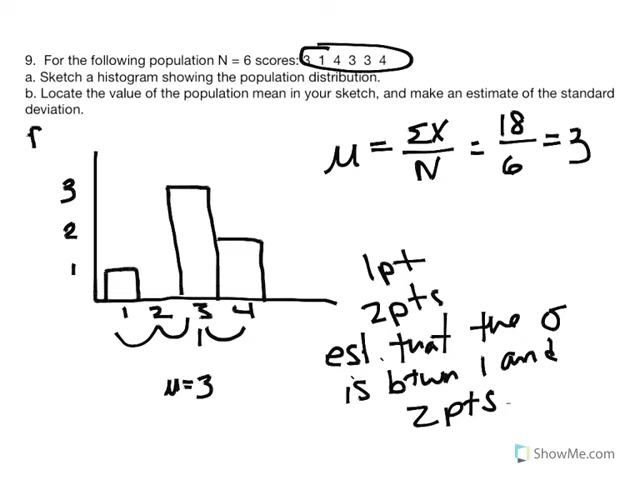 9. For the following population N = 6 scores: 3 1 4 3 3 4
a. Sketch a histogram showing the population distribution.
b. Locate the value of the population mean in your sketch, and make an estimate of the standard
deviation.
f
μ = ΣX / N = 18 / 6 = 3
3
2
1
1 2 3 4
μ=3
1pt
2pts
est. that the σ
is btwn 1 and
2pts.
ShowMe.com